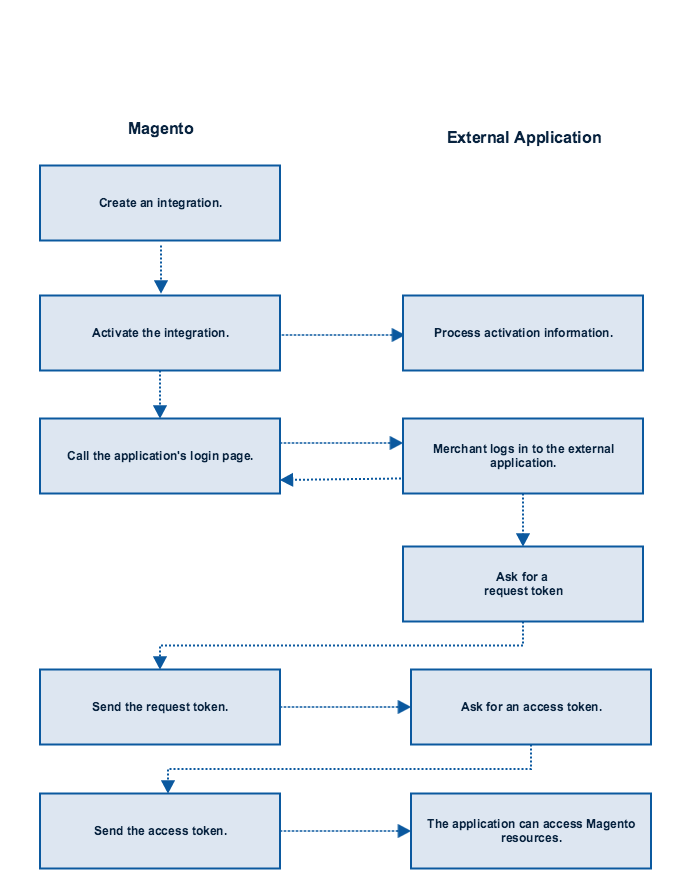 Magento
External Application
Create an integration.
Activate the integration.
Process activation information.
Call the application's login page.
Merchant logs in to the external
application.
Ask for a
request token
Send the request token.
Ask for an access token.
Send the access token.
The application can access Magento
resources.